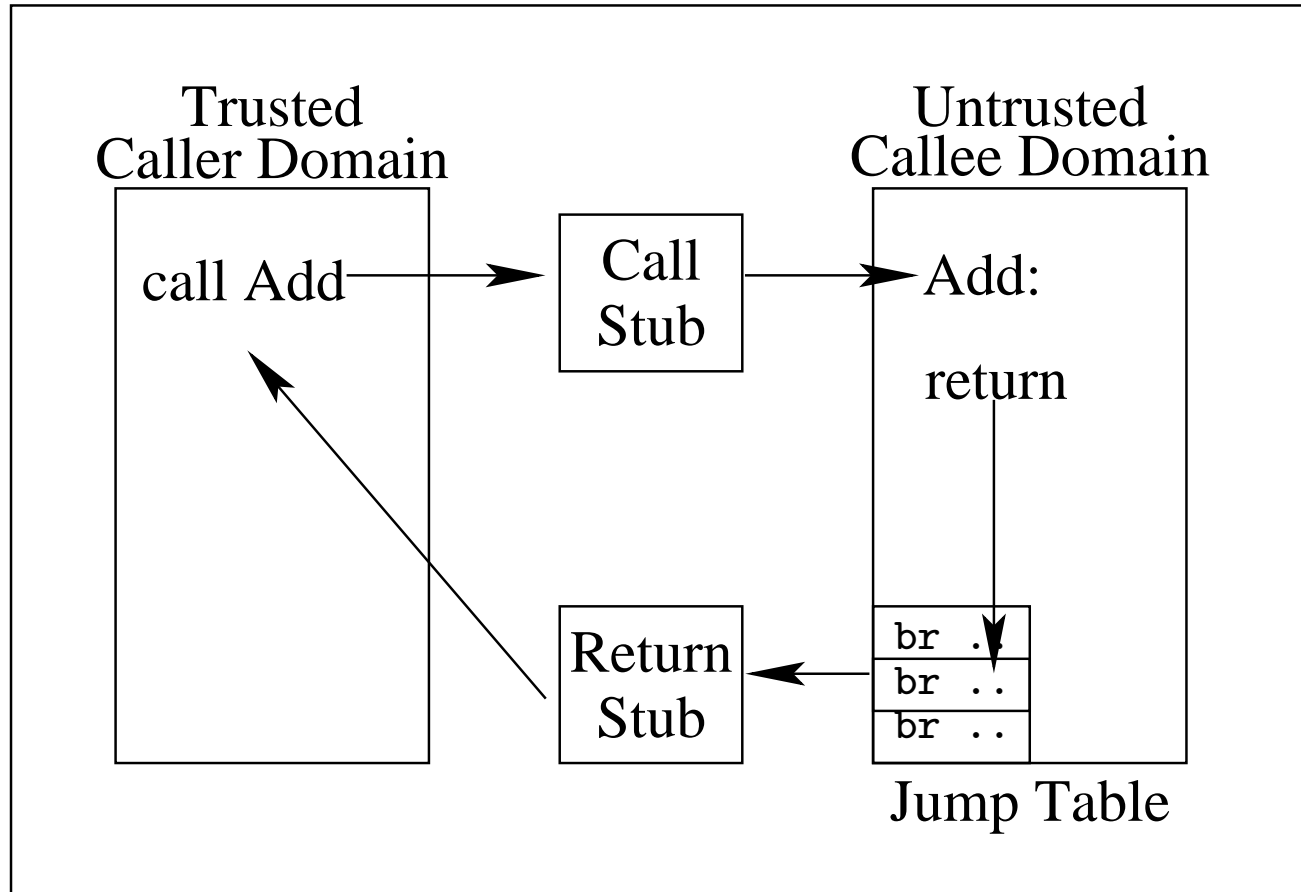 Trusted
Caller Domain
Untrusted
Callee Domain
call Add
Call
Stub
Add:
return
Return
Stub
br ..
br ..
br ..
Jump Table